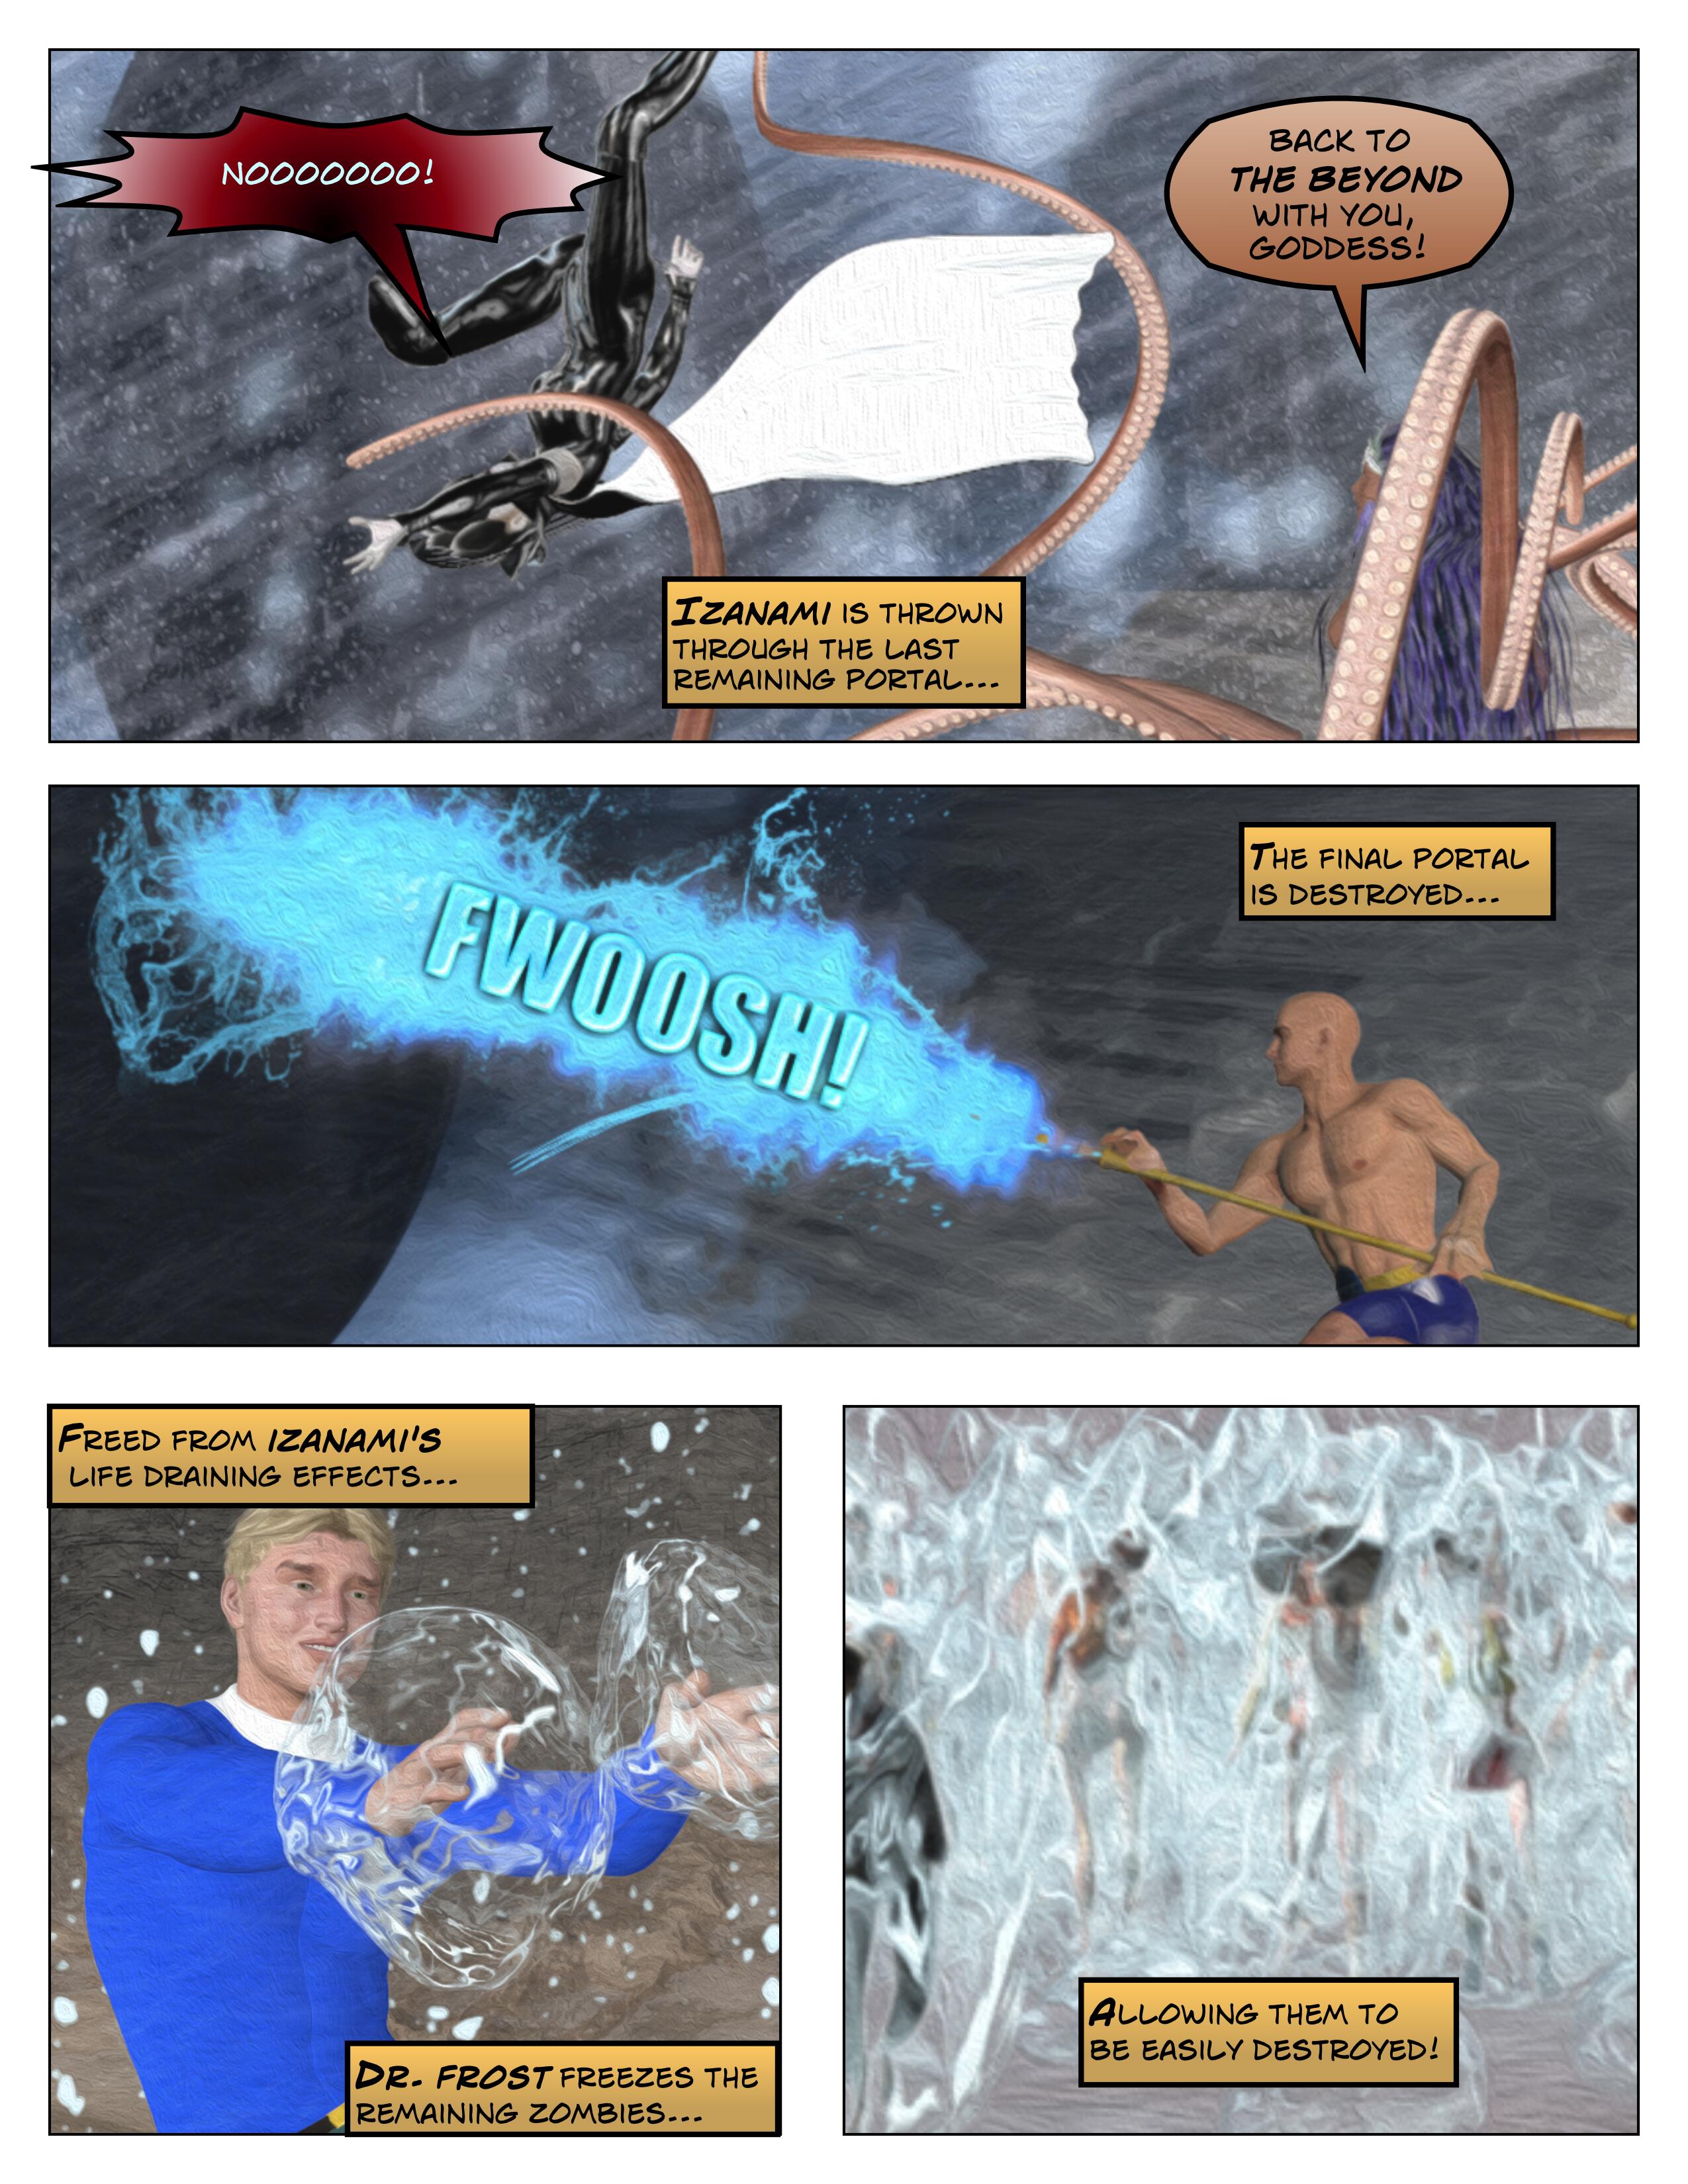 NOOOOOOO!
BACK TO
THE BEYOND
WITH YOU,
GODDESS!
IZANAMI IS THROWN
THROUGH THE LAST
REMAINING PORTAL...
THE FINAL PORTAL
IS DESTROYED...
FWOOSH!
FREED FROM IZANAMI'S
LIFE DRAINING EFFECTS...
DR. FROST FREEZES THE
REMAINING ZOMBIES...
ALLOWING THEM TO
BE EASILY DESTROYED!